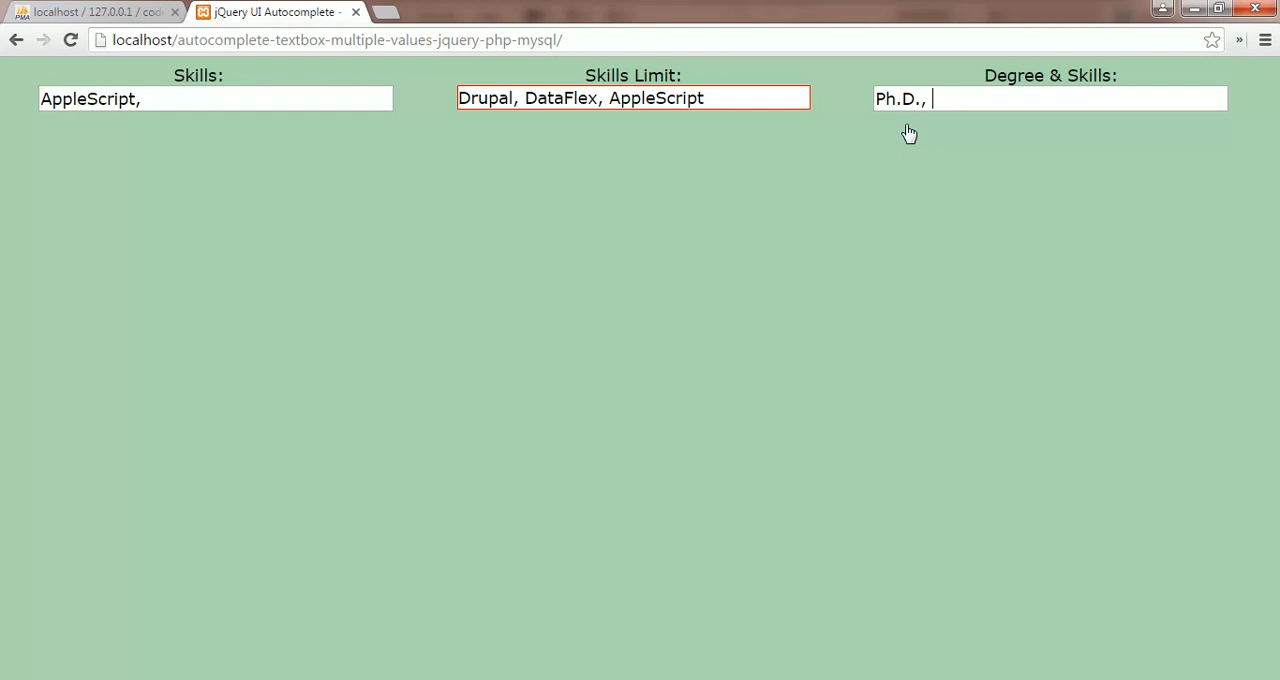 PMA localhost / 127.0.0.1 / cod
jQuery UI Autocomplete -
localhost/autocomplete-textbox-multiple-values-jquery-php-mysql/
»
Skills:
Skills Limit:
Degree & Skills:
AppleScript,
Drupal, DataFlex, AppleScript
Ph.D.,